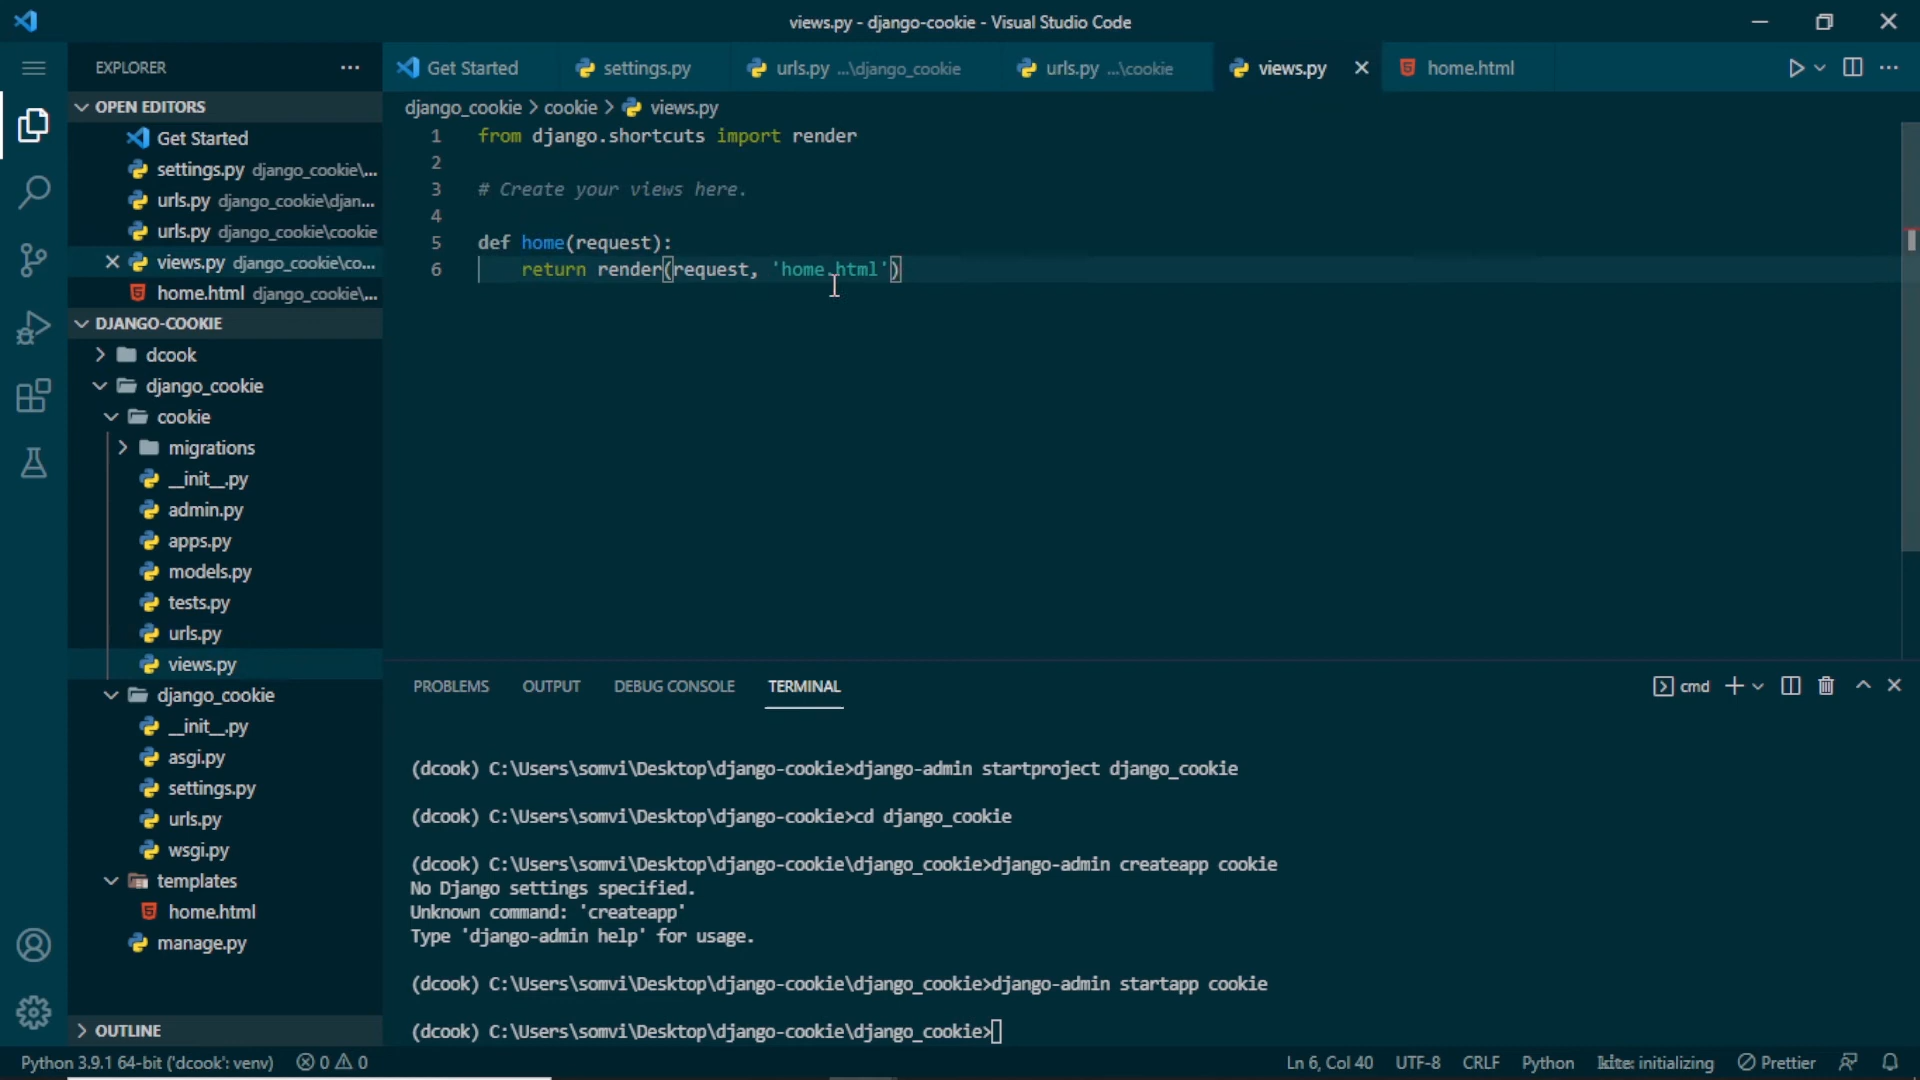 views.py - django-cookie - Visual Studio Code
EXPLORER
Get Started
settings.py
urls.py ...\django_cookie
urls.py ...\cookie
views.py
home.html
OPEN EDITORS
Get Started
settings.py django_cookie\...
urls.py django_cookie\djan...
urls.py django_cookie\cookie
views.py django_cookie\co...
home.html django_cookie\...
DJANGO-COOKIE
dcook
django_cookie
cookie
migrations
__init__.py
admin.py
apps.py
models.py
tests.py
urls.py
views.py
django_cookie
__init__.py
asgi.py
settings.py
urls.py
wsgi.py
templates
home.html
manage.py
OUTLINE
django_cookie > cookie > views.py
1 from django.shortcuts import render
2
3 # Create your views here.
4
5 def home(request):
6 return render(request, 'home.html')
PROBLEMS OUTPUT DEBUG CONSOLE TERMINAL
cmd
(dcook) C:\Users\somvi\Desktop\django-cookie>django-admin startproject django_cookie
(dcook) C:\Users\somvi\Desktop\django-cookie>cd django_cookie
(dcook) C:\Users\somvi\Desktop\django-cookie\django_cookie>django-admin createapp cookie
No Django settings specified.
Unknown command: 'createapp'
Type 'django-admin help' for usage.
(dcook) C:\Users\somvi\Desktop\django-cookie\django_cookie>django-admin startapp cookie
(dcook) C:\Users\somvi\Desktop\django-cookie\django_cookie>
Python 3.9.1 64-bit ('dcook': venv) 0 0
Ln 6, Col 40 UTF-8 CRLF Python kite: initializing Prettier